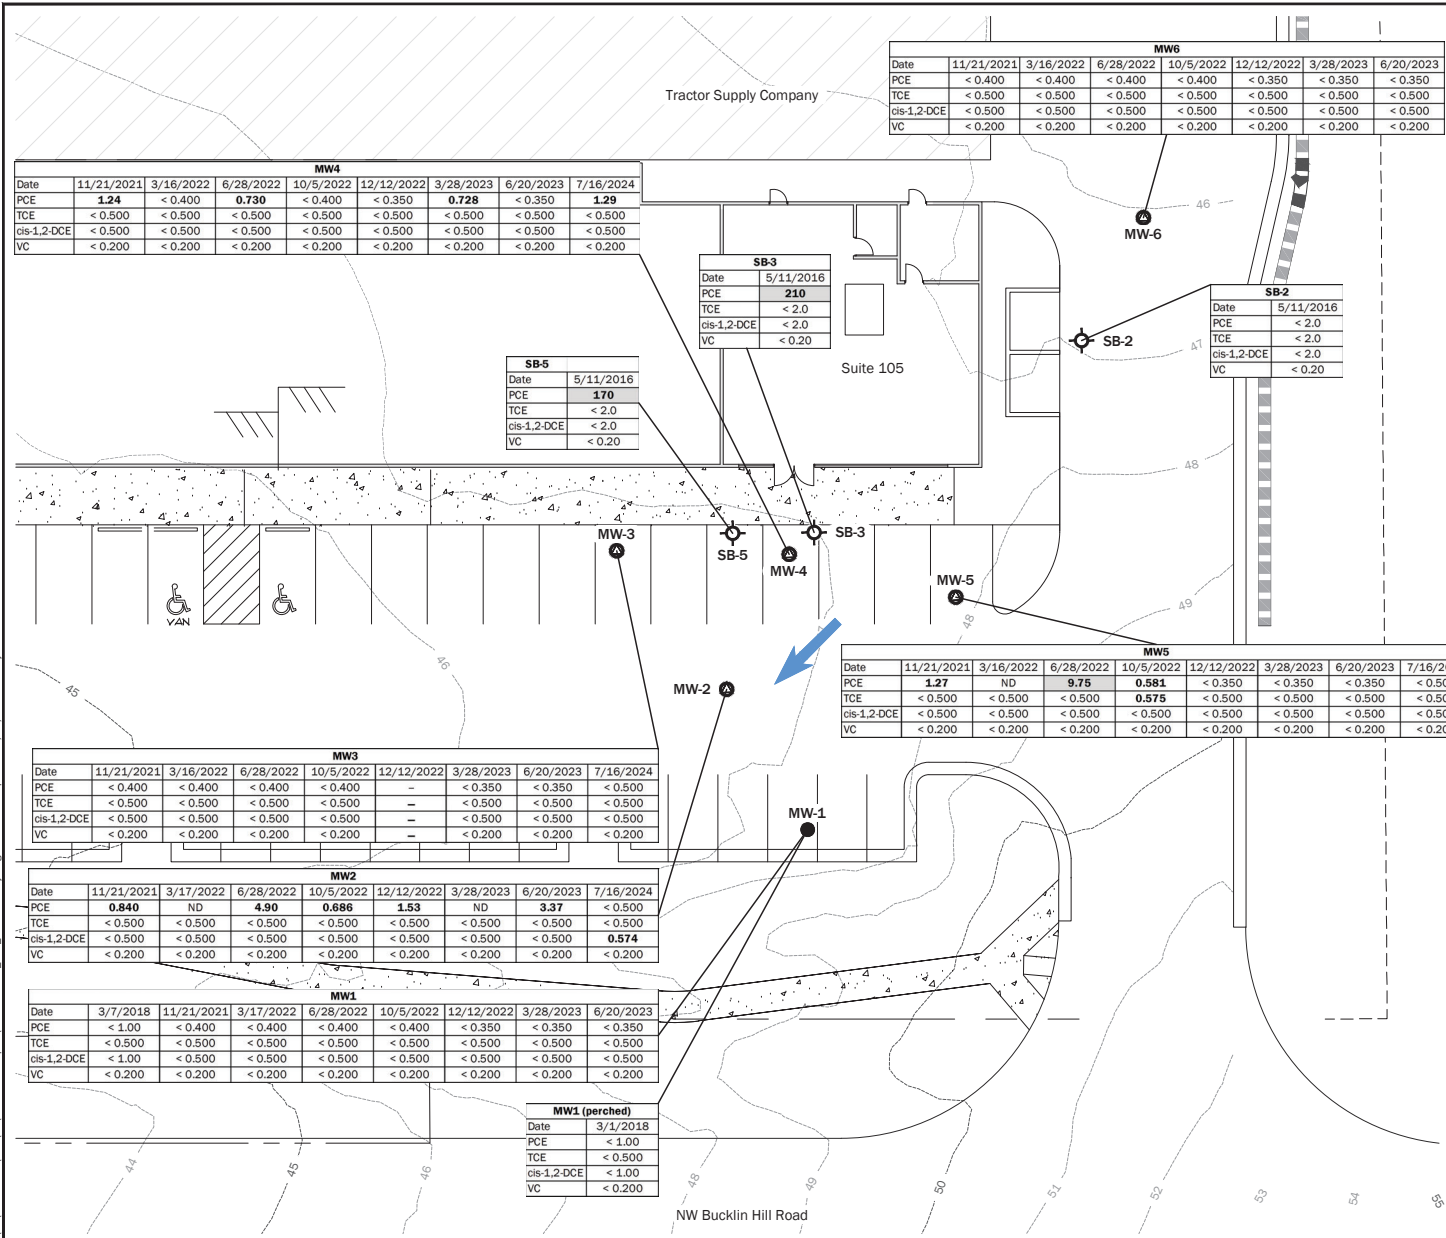 Tractor Supply Company
MW6
Date 11/21/2021 3/16/2022 6/28/2022 10/5/2022 12/12/2022 3/28/2023 6/20/2023
PCE < 0.400 < 0.400 < 0.400 < 0.400 < 0.350 < 0.350 < 0.350
TCE < 0.500 < 0.500 < 0.500 < 0.500 < 0.500 < 0.500 < 0.500
cis-1,2-DCE < 0.500 < 0.500 < 0.500 < 0.500 < 0.500 < 0.500 < 0.500
VC < 0.200 < 0.200 < 0.200 < 0.200 < 0.200 < 0.200 < 0.200
MW4
Date 11/21/2021 3/16/2022 6/28/2022 10/5/2022 12/12/2022 3/28/2023 6/20/2023 7/16/2024
PCE 1.24 < 0.400 0.730 < 0.400 < 0.350 0.728 < 0.350 1.29
TCE < 0.500 < 0.500 < 0.500 < 0.500 < 0.500 < 0.500 < 0.500 < 0.500
cis-1,2-DCE < 0.500 < 0.500 < 0.500 < 0.500 < 0.500 < 0.500 < 0.500 < 0.500
VC < 0.200 < 0.200 < 0.200 < 0.200 < 0.200 < 0.200 < 0.200 < 0.200
46
MW-6
SB-3
Date 5/11/2016
PCE 210
TCE < 2.0
cis-1,2-DCE < 2.0
VC < 0.20
SB-2
Date 5/11/2016
PCE < 2.0
TCE < 2.0
cis-1,2-DCE < 2.0
VC < 0.20
SB-2
47
Suite 105
SB-5
Date 5/11/2016
PCE 170
TCE < 2.0
cis-1,2-DCE < 2.0
VC < 0.20
48
MW-3
SB-5
SB-3
MW-4
MW-5
VAN
49
48
46
45
MW-2
MW5
Date 11/21/2021 3/16/2022 6/28/2022 10/5/2022 12/12/2022 3/28/2023 6/20/2023 7/16/20
PCE 1.27 ND 9.75 0.581 < 0.350 < 0.350 < 0.350 < 0.50
TCE < 0.500 < 0.500 < 0.500 0.575 < 0.500 < 0.500 < 0.500 < 0.50
cis-1,2-DCE < 0.500 < 0.500 < 0.500 < 0.500 < 0.500 < 0.500 < 0.500 < 0.50
VC < 0.200 < 0.200 < 0.200 < 0.200 < 0.200 < 0.200 < 0.200 < 0.20
MW3
Date 11/21/2021 3/16/2022 6/28/2022 10/5/2022 12/12/2022 3/28/2023 6/20/2023 7/16/2024
PCE < 0.400 < 0.400 < 0.400 < 0.400 – < 0.350 < 0.350 < 0.500
TCE < 0.500 < 0.500 < 0.500 < 0.500 – < 0.500 < 0.500 < 0.500
cis-1,2-DCE < 0.500 < 0.500 < 0.500 < 0.500 – < 0.500 < 0.500 < 0.500
VC < 0.200 < 0.200 < 0.200 < 0.200 – < 0.200 < 0.200 < 0.200
MW-1
MW2
Date 11/21/2021 3/17/2022 6/28/2022 10/5/2022 12/12/2022 3/28/2023 6/20/2023 7/16/2024
PCE 0.840 ND 4.90 0.686 1.53 ND 3.37 < 0.500
TCE < 0.500 < 0.500 < 0.500 < 0.500 < 0.500 < 0.500 < 0.500 < 0.500
cis-1,2-DCE < 0.500 < 0.500 < 0.500 < 0.500 < 0.500 < 0.500 < 0.500 0.574
VC < 0.200 < 0.200 < 0.200 < 0.200 < 0.200 < 0.200 < 0.200 < 0.200
MW1
Date 3/7/2018 11/21/2021 3/17/2022 6/28/2022 10/5/2022 12/12/2022 3/28/2023 6/20/2023
PCE < 1.00 < 0.400 < 0.400 < 0.400 < 0.400 < 0.350 < 0.350 < 0.350
TCE < 0.500 < 0.500 < 0.500 < 0.500 < 0.500 < 0.500 < 0.500 < 0.500
cis-1,2-DCE < 1.00 < 0.500 < 0.500 < 0.500 < 0.500 < 0.500 < 0.500 < 0.500
VC < 0.200 < 0.200 < 0.200 < 0.200 < 0.200 < 0.200 < 0.200 < 0.200
MW1 (perched)
Date 3/1/2018
PCE < 1.00
TCE < 0.500
cis-1,2-DCE < 1.00
VC < 0.200
44
45
46
48
49
50
51
52
53
54
55
NW Bucklin Hill Road